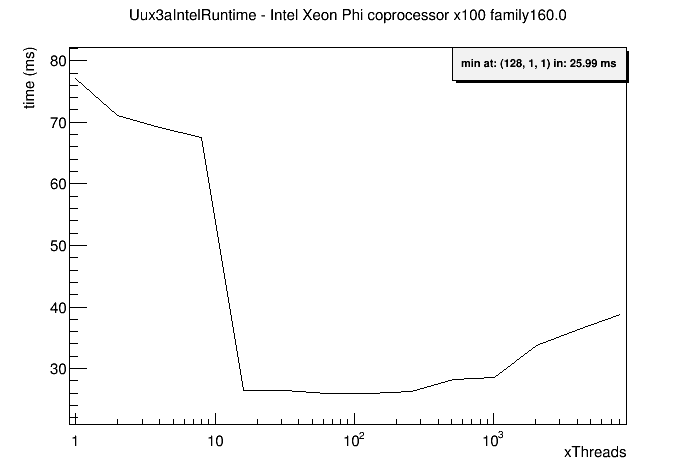 Uux3aIntelRuntime - Intel Xeon Phi coprocessor x100 family160.0
time (ms)
min at: (128, 1, 1) in: 25.99 ms
80
70
60
50
40
30
1 10 10² 10³
xThreads